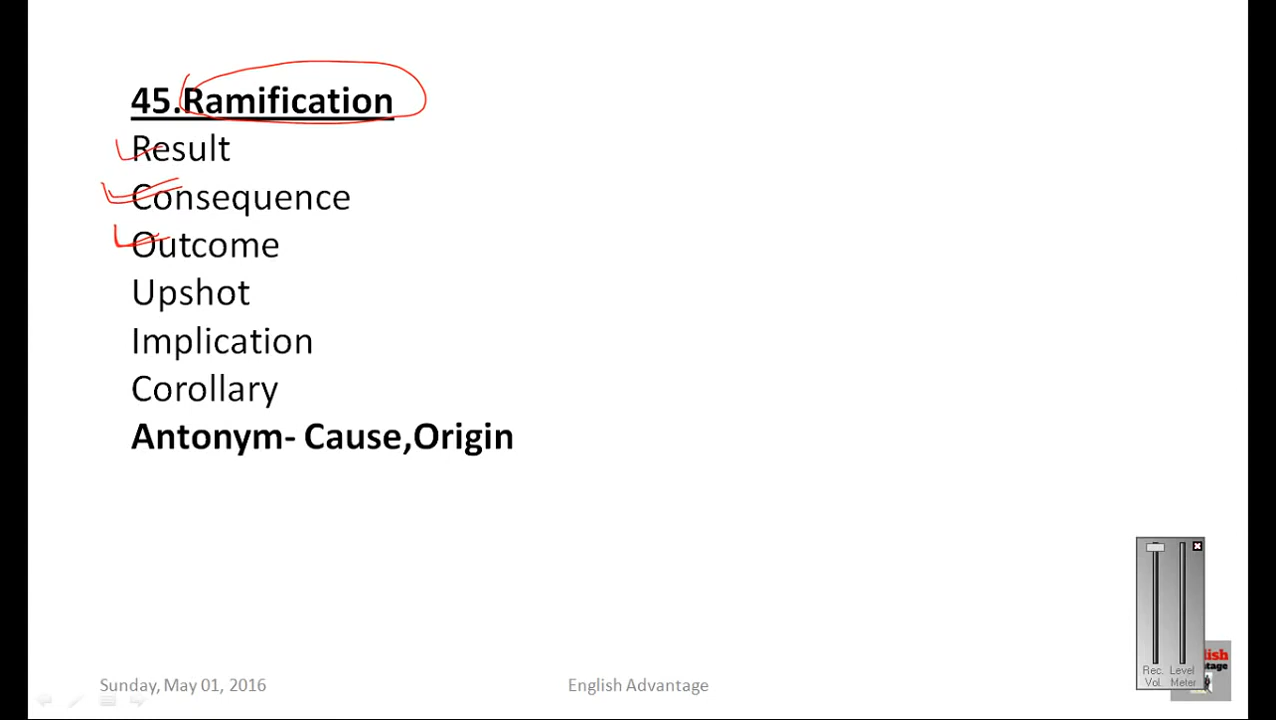 45.Ramification
Result
Consequence
Outcome
Upshot
Implication
Corollary
Antonym- Cause,Origin
Rec. Level
Vol. Meter
Sunday, May 01, 2016
English Advantage